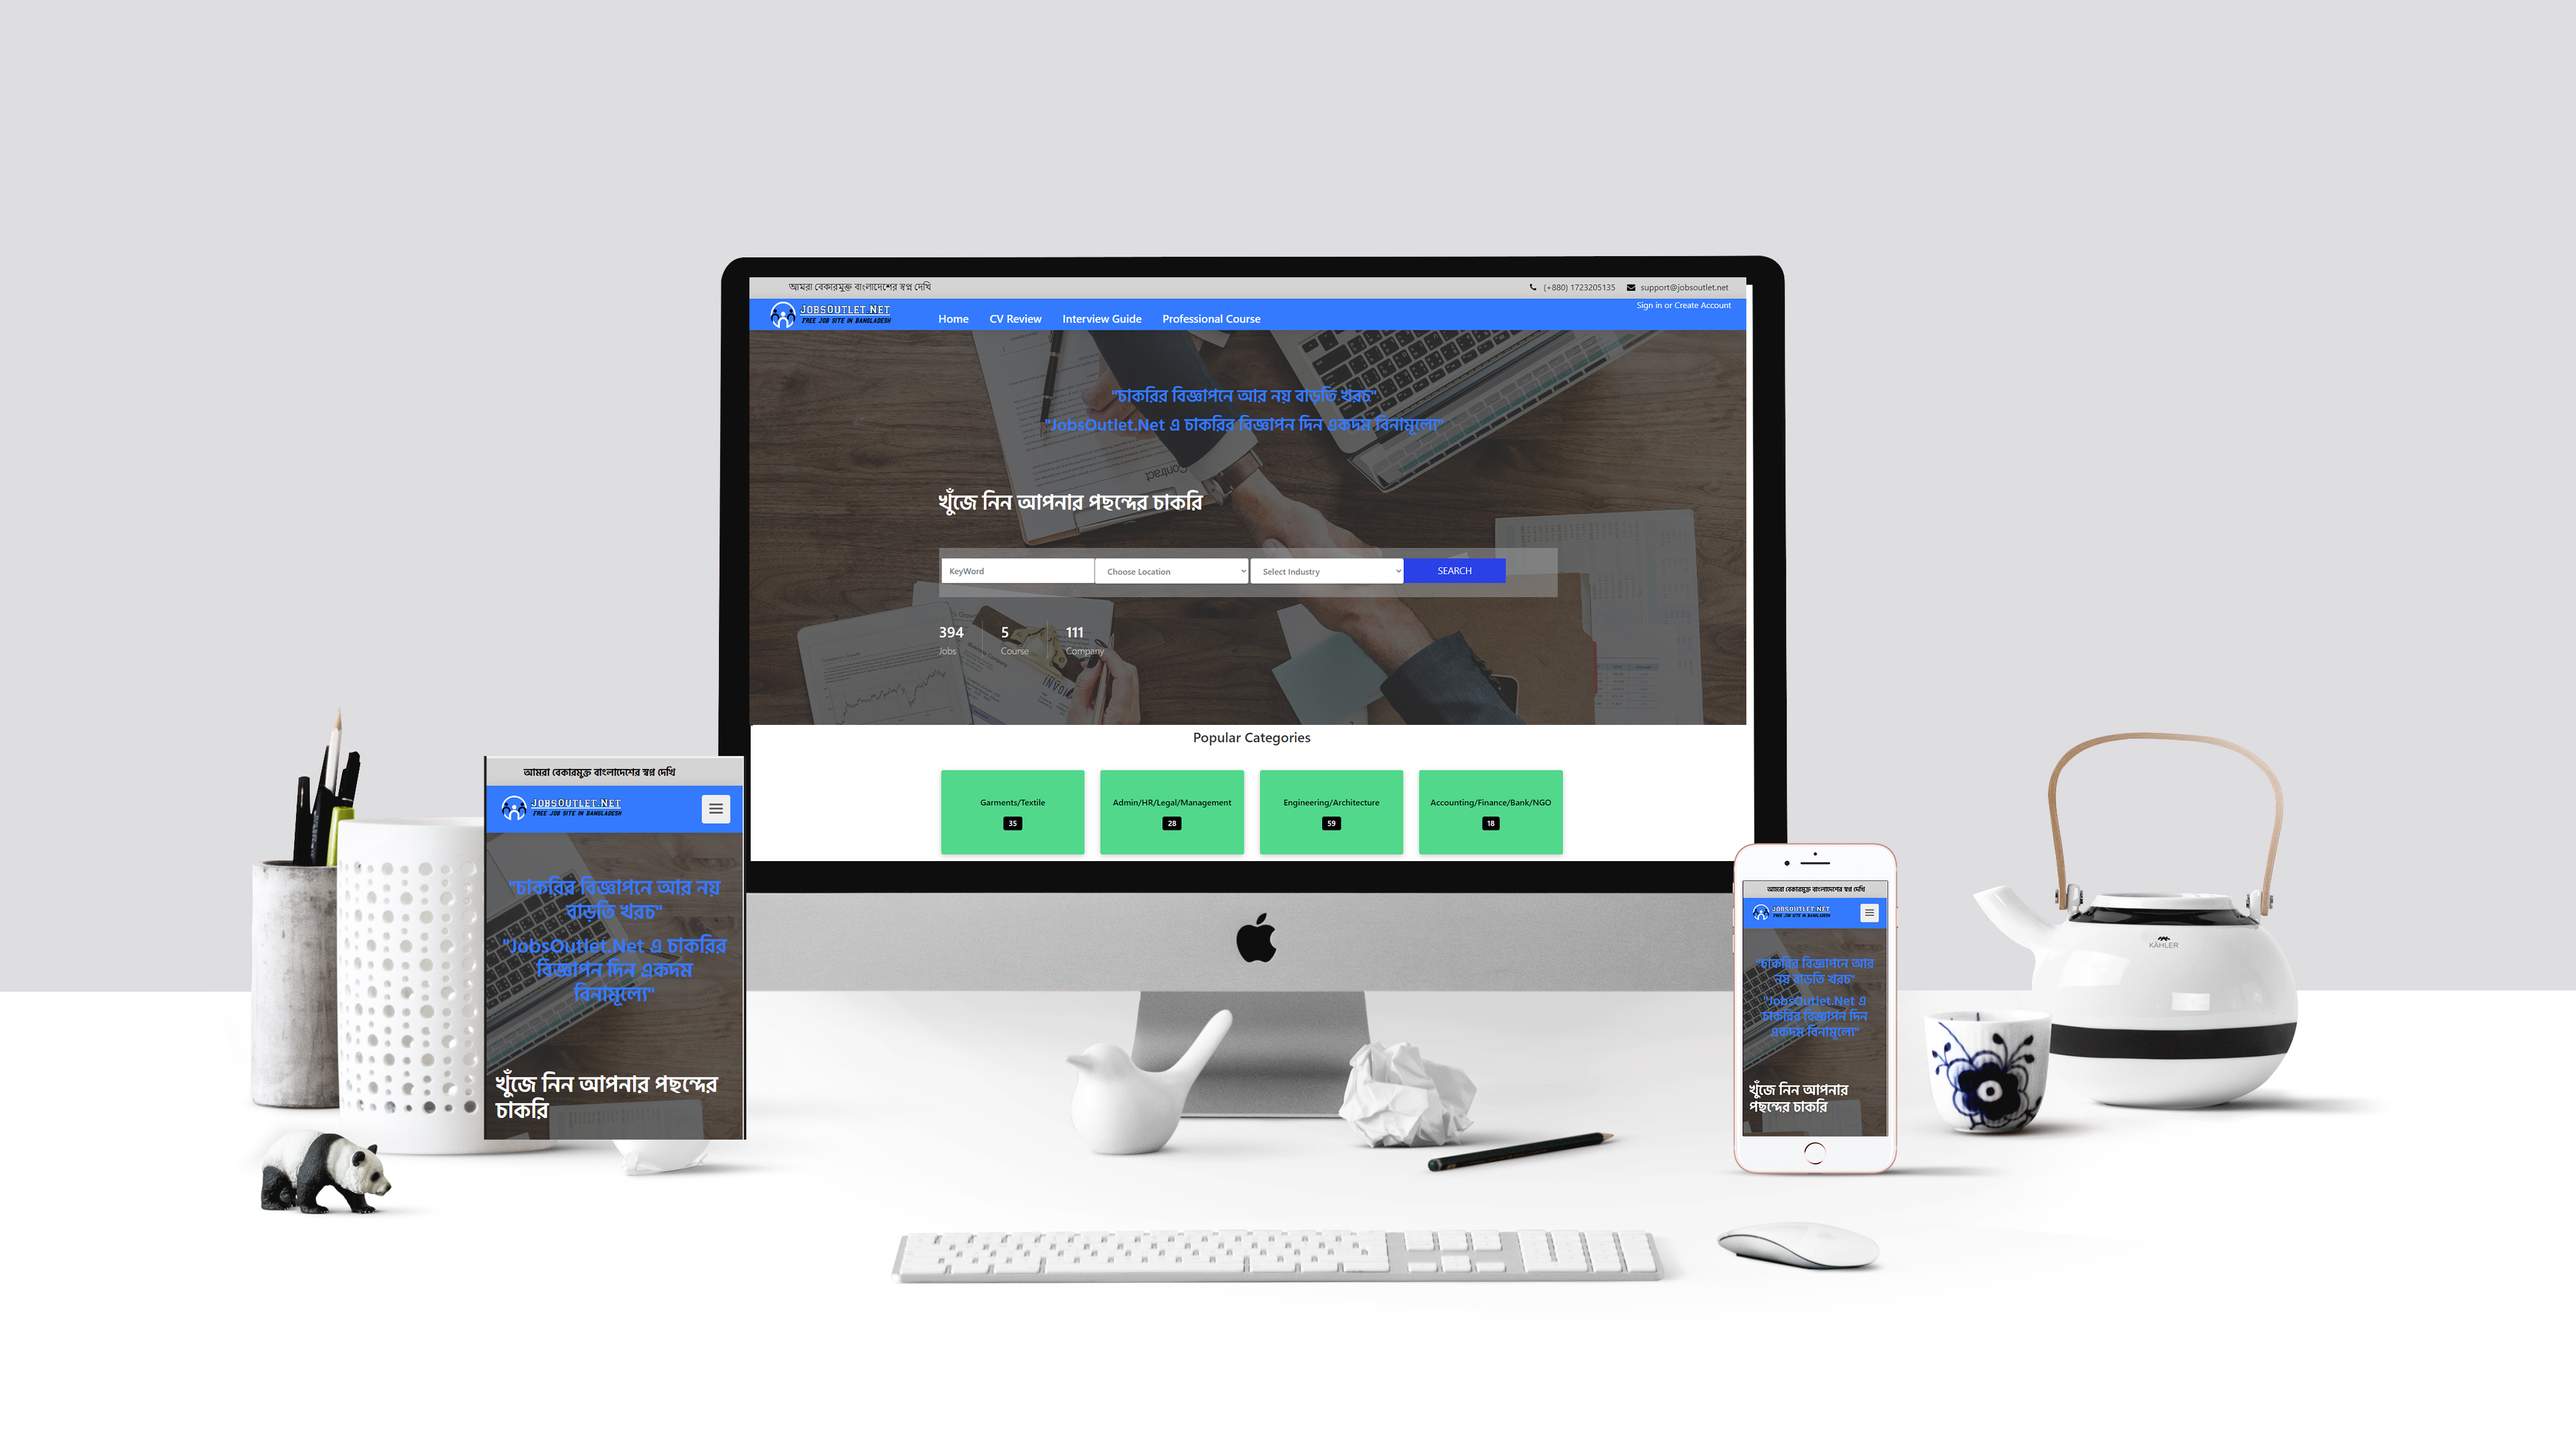 আমরা বেকারমুক্ত বাংলাদেশের স্বপ্ন দেখি
(+880) 1723205135 support@jobsoutlet.net
JOBSOUTLET.NET
FREE JOB SITE IN BANGLADESH
Home CV Review Interview Guide Professional Course
Sign in or Create Account
"চাকরির বিজ্ঞাপনে আর নয় বাড়তি খরচ"
"JobsOutlet.Net এ চাকরির বিজ্ঞাপন দিন একদম বিনামূল্যে"
Contract
খুঁজে নিন আপনার পছন্দের চাকরি
KeyWord Choose Location Select Industry SEARCH
394 5 111
Jobs Course Company
Popular Categories
Garments/Textile Admin/HR/Legal/Management Engineering/Architecture Accounting/Finance/Bank/NGO
35 28 59 18
আমরা বেকারমুক্ত বাংলাদেশের স্বপ্ন দেখি
JOBSOUTLET.NET
FREE JOB SITE IN BANGLADESH
"চাকরির বিজ্ঞাপনে আর নয়
বাড়তি খরচ"
"JobsOutlet.Net এ চাকরির
বিজ্ঞাপন দিন একদম
বিনামূল্যে"
খুঁজে নিন আপনার পছন্দের
চাকরি
আমরা বেকারমুক্ত বাংলাদেশের স্বপ্ন দেখি
JOBSOUTLET.NET
FREE JOB SITE IN BANGLADESH
"চাকরির বিজ্ঞাপনে আর
নয় বাড়তি খরচ"
"JobsOutlet.Net এ
চাকরির বিজ্ঞাপন দিন
একদম বিনামূল্যে"
খুঁজে নিন আপনার
পছন্দের চাকরি
KÄHLER